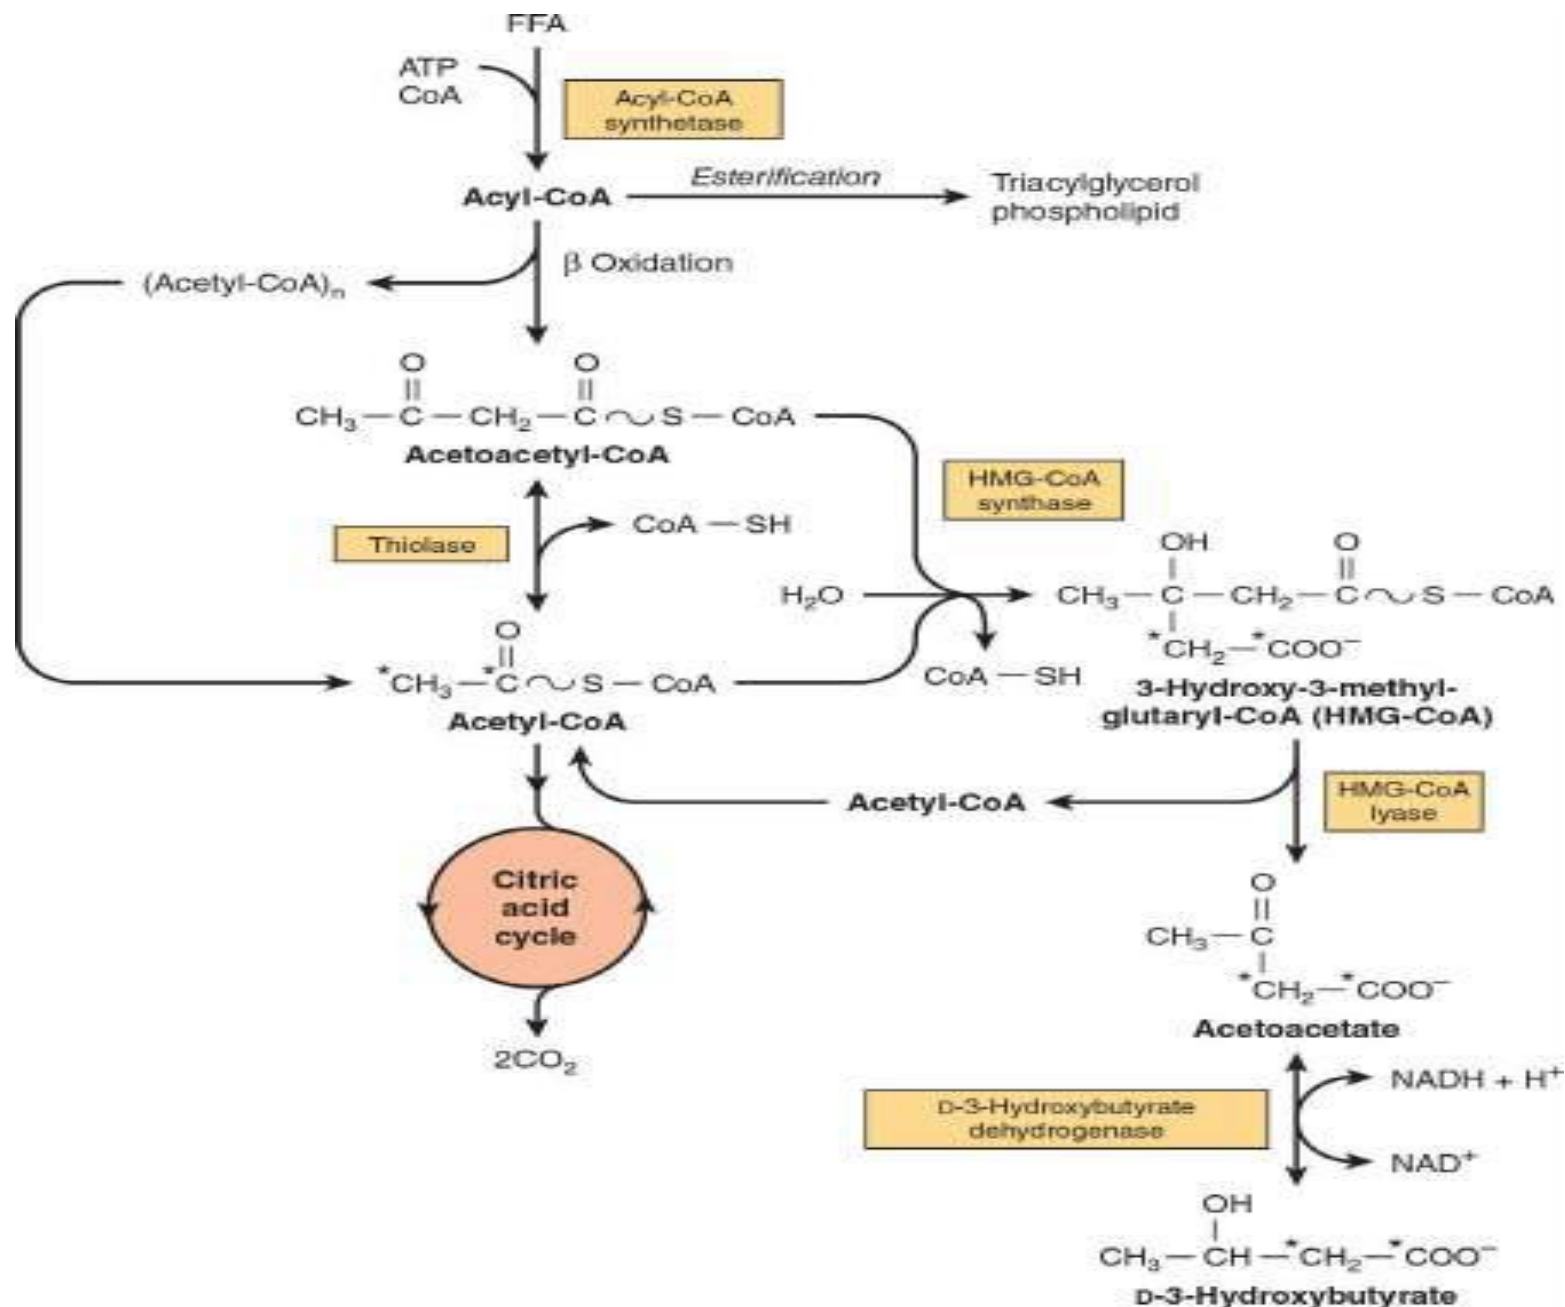 FFA
ATP
CoA
Acyl-CoA
synthetase
Acyl-CoA
Esterification
Triacylglycerol
phospholipid
(Acetyl-CoA)n
β Oxidation
O O
CH₃—C—CH₂—C~S—CoA
Acetoacetyl-CoA
HMG-CoA
synthase
Thiolase
CoA—SH
OH O
H₂O
CH₃—C—CH₂—C~S—CoA
*CH₂—*COO⁻
O
*CH₃—*C~S—CoA
CoA—SH
Acetyl-CoA
3-Hydroxy-3-methyl-
glutaryl-CoA (HMG-CoA)
Acetyl-CoA
HMG-CoA
lyase
Citric
acid
cycle
O
CH₃—C
*CH₂—*COO⁻
Acetoacetate
2CO₂
NADH + H⁺
D-3-Hydroxybutyrate
dehydrogenase
NAD⁺
OH
CH₃—CH—*CH₂—*COO⁻
D-3-Hydroxybutyrate